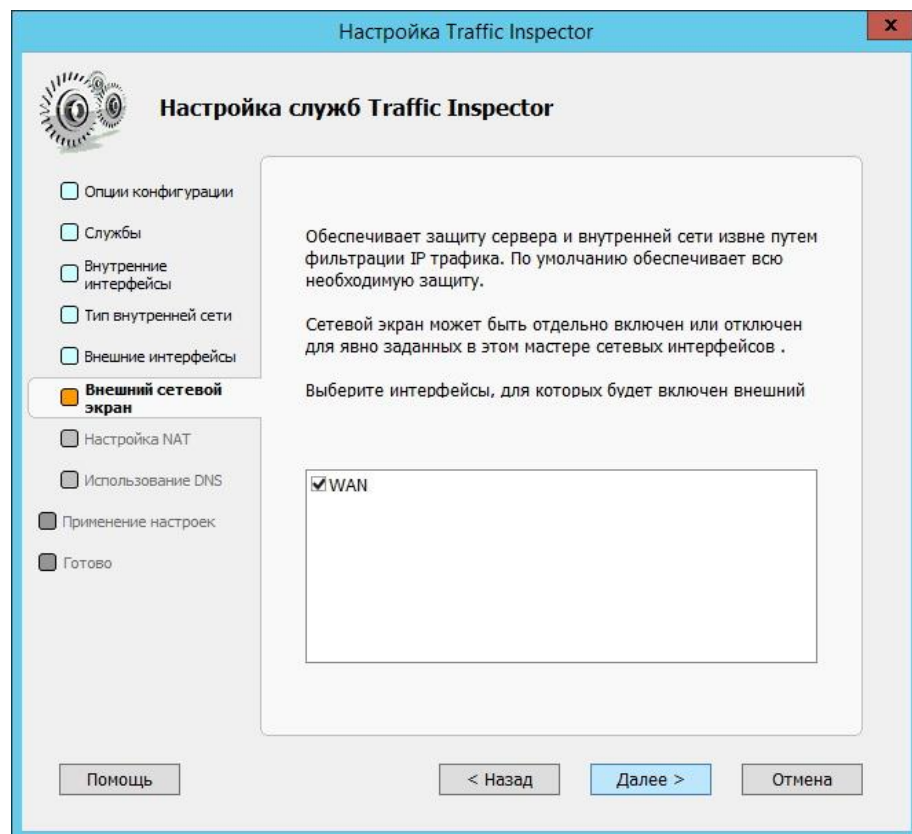 Настройка Traffic Inspector
x
Настройка служб Traffic Inspector
Опции конфигурации
Службы
Внутренние
интерфейсы
Тип внутренней сети
Внешние интерфейсы
Внешний сетевой
экран
Настройка NAT
Использование DNS
Применение настроек
Готово
Обеспечивает защиту сервера и внутренней сети извне путем
фильтрации IP трафика. По умолчанию обеспечивает всю
необходимую защиту.
Сетевой экран может быть отдельно включен или отключен
для явно заданных в этом мастере сетевых интерфейсов .
Выберите интерфейсы, для которых будет включен внешний
WAN
Помощь
< Назад
Далее >
Отмена